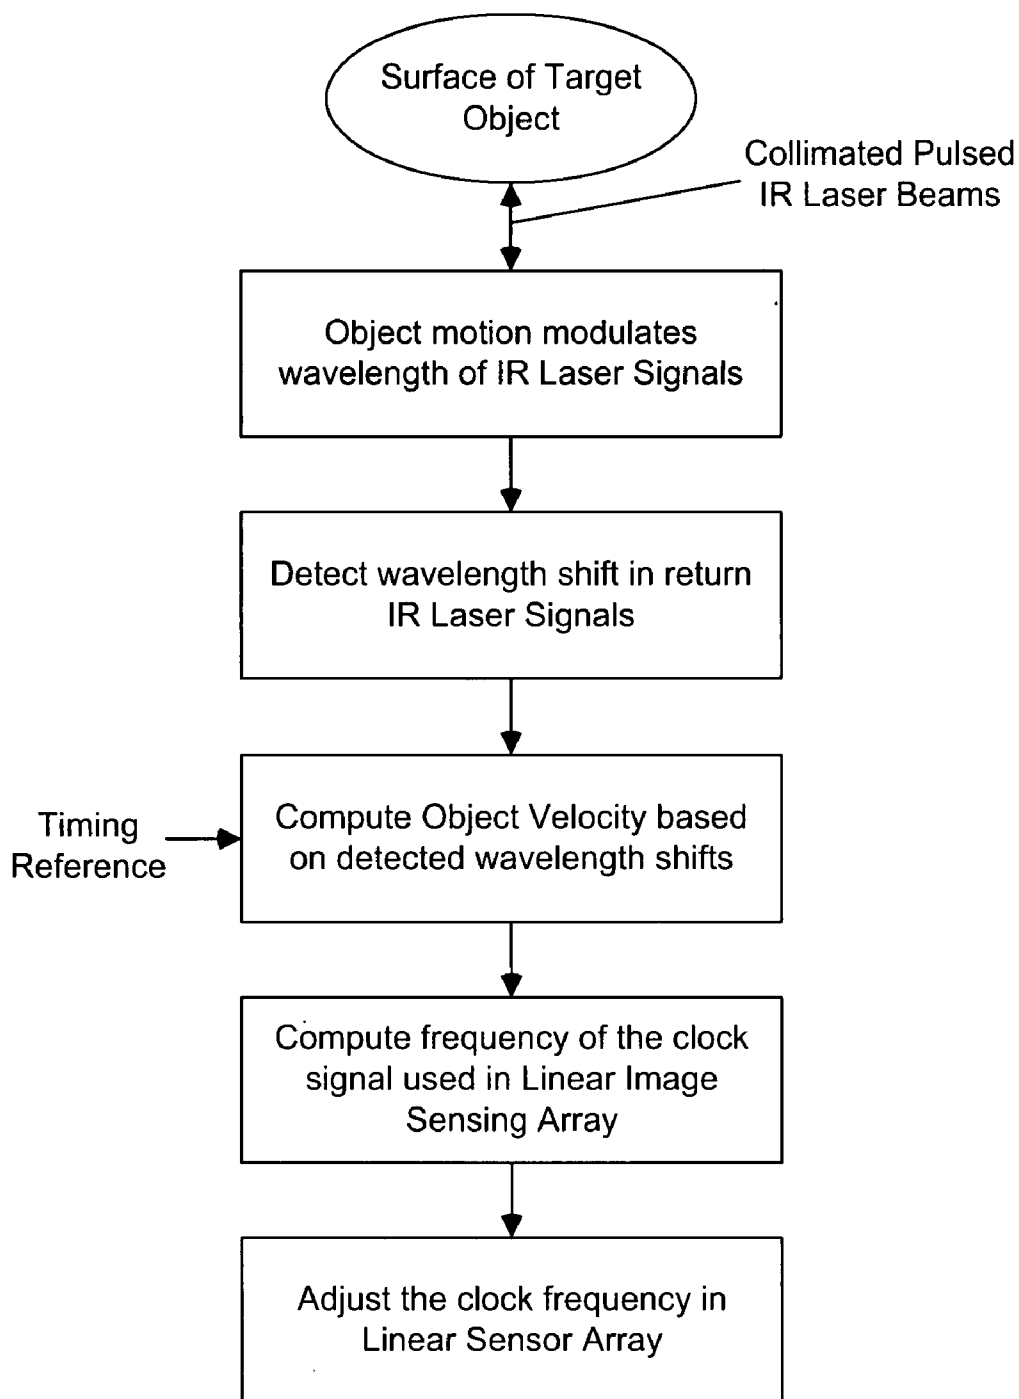 Surface of Target
Object
Collimated Pulsed
IR Laser Beams
Object motion modulates
wavelength of IR Laser Signals
Detect wavelength shift in return
IR Laser Signals
Timing
Reference
Compute Object Velocity based
on detected wavelength shifts
Compute frequency of the clock
signal used in Linear Image
Sensing Array
Adjust the clock frequency in
Linear Sensor Array